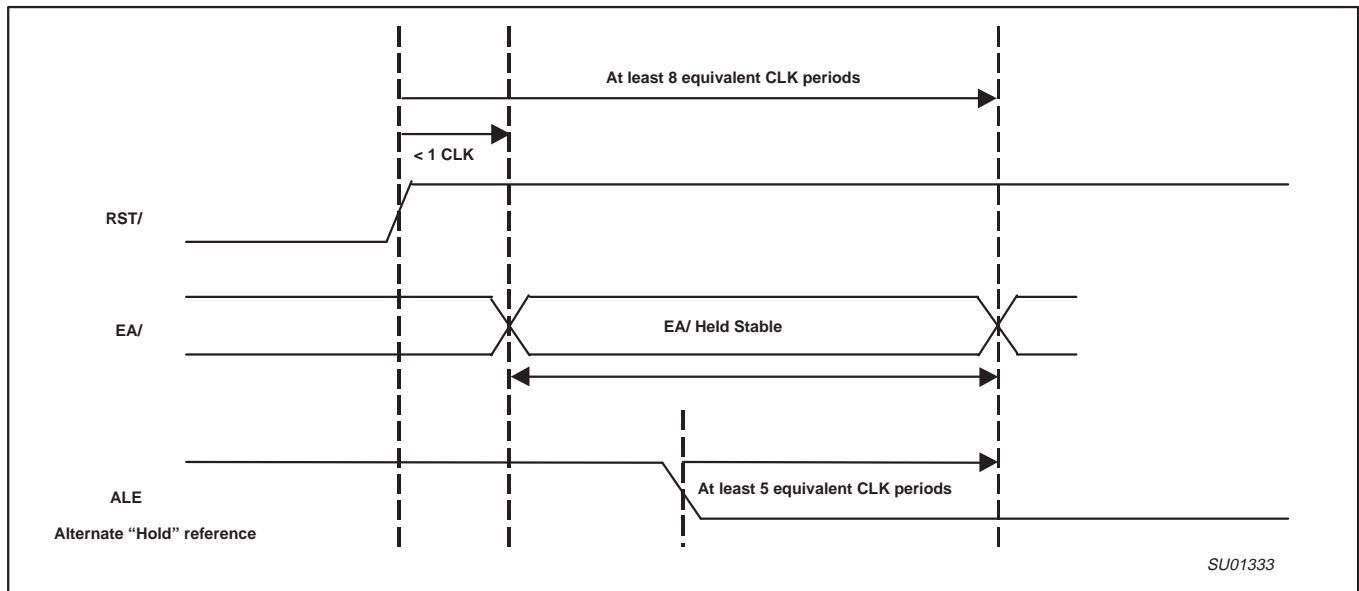 At least 8 equivalent CLK periods
< 1 CLK
RST/
EA/
EA/ Held Stable
ALE
At least 5 equivalent CLK periods
Alternate “Hold” reference
SU01333